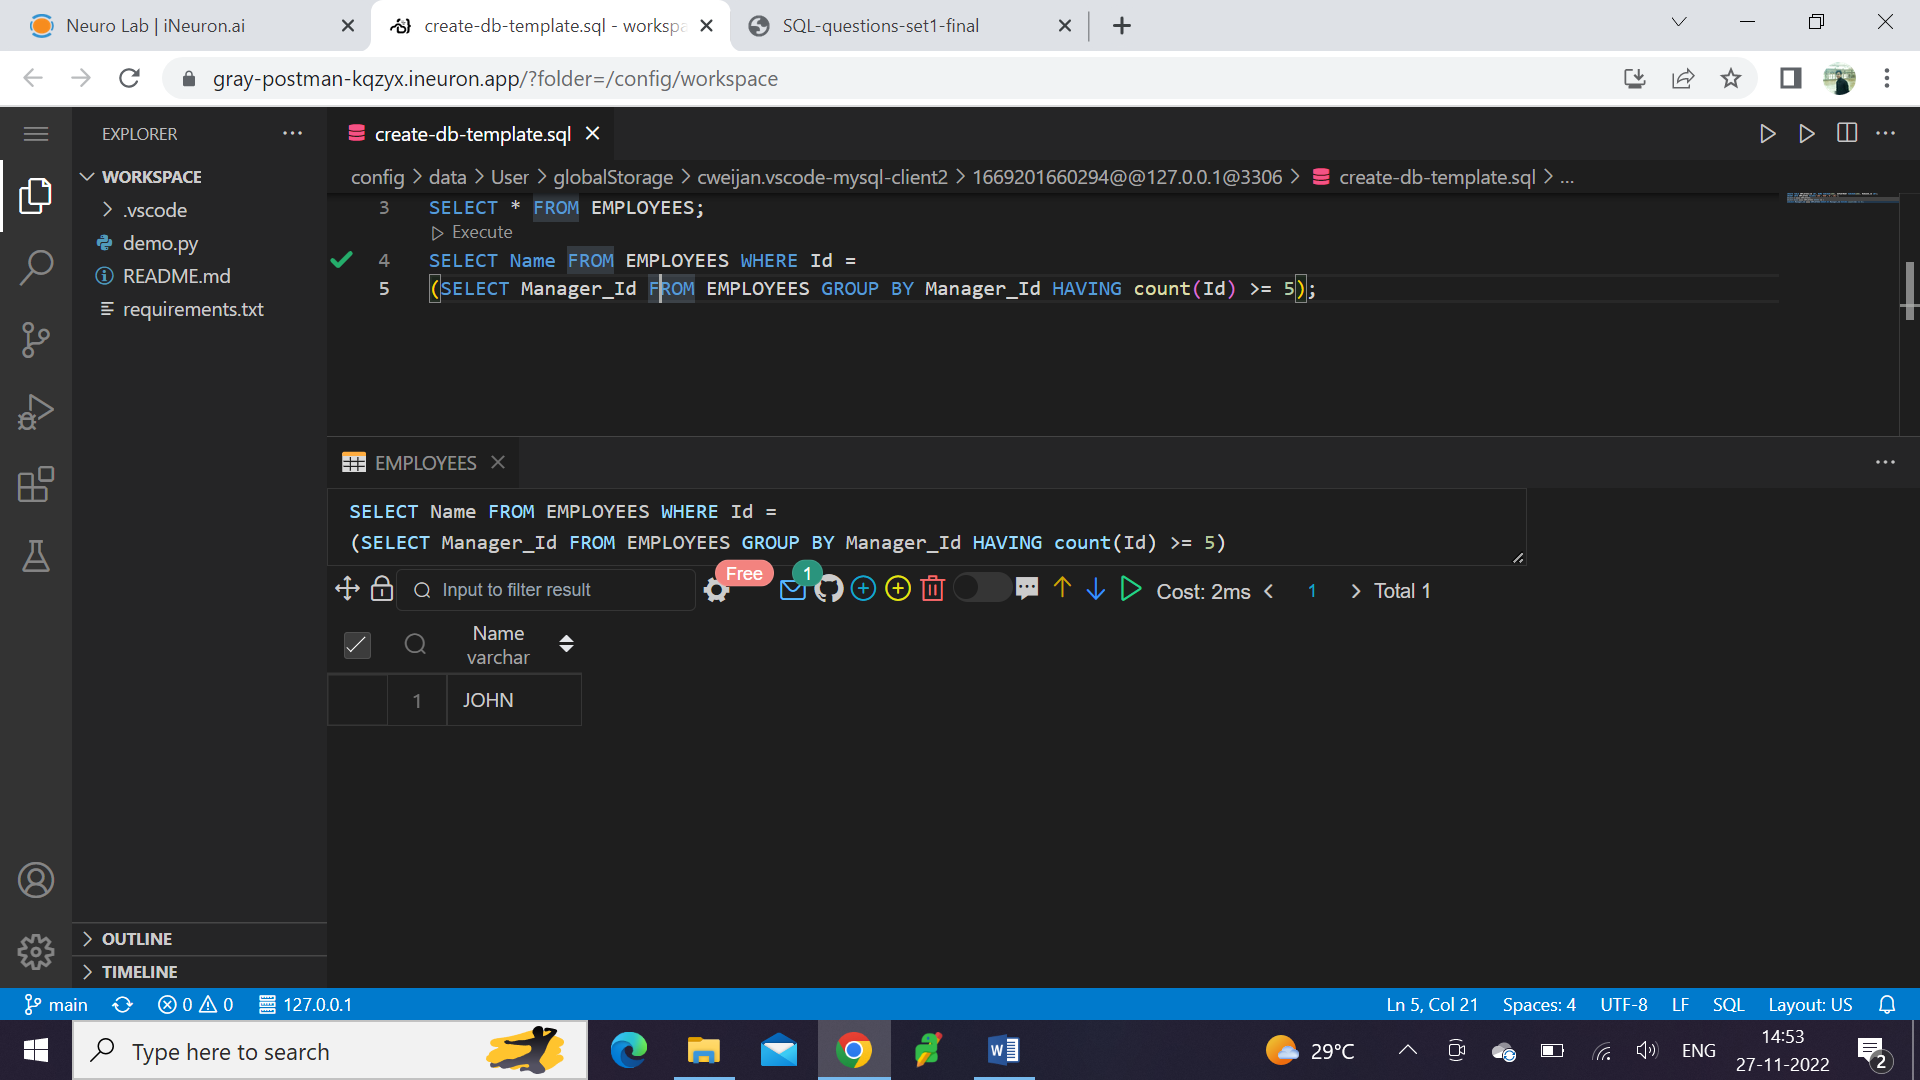 Neuro Lab | iNeuron.ai
create-db-template.sql - workspa
SQL-questions-set1-final
gray-postman-kqzyx.ineuron.app/?folder=/config/workspace
EXPLORER
WORKSPACE
.vscode
demo.py
README.md
requirements.txt
OUTLINE
TIMELINE
create-db-template.sql
config > data > User > globalStorage > cweijan.vscode-mysql-client2 > 1669201660294@@127.0.0.1@3306 > create-db-template.sql > ...
3 SELECT * FROM EMPLOYEES;
Execute
4 SELECT Name FROM EMPLOYEES WHERE Id =
5 (SELECT Manager_Id FROM EMPLOYEES GROUP BY Manager_Id HAVING count(Id) >= 5);
EMPLOYEES
SELECT Name FROM EMPLOYEES WHERE Id =
(SELECT Manager_Id FROM EMPLOYEES GROUP BY Manager_Id HAVING count(Id) >= 5)
Input to filter result
Free
1
Cost: 2ms < 1 > Total 1
Name
varchar
1 JOHN
main 0 0 127.0.0.1
Ln 5, Col 21 Spaces: 4 UTF-8 LF SQL Layout: US
Type here to search
29°C
ENG
14:53
27-11-2022
2